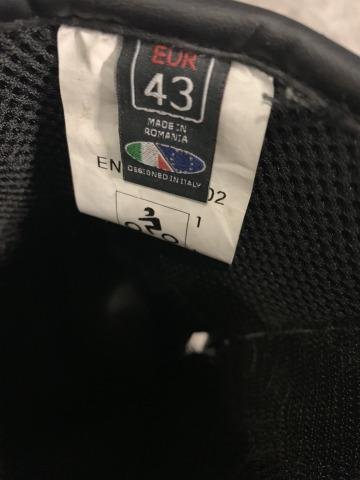 EUR
43
MADE IN
ROMANIA
DESIGNED IN ITALY
EN
02
1